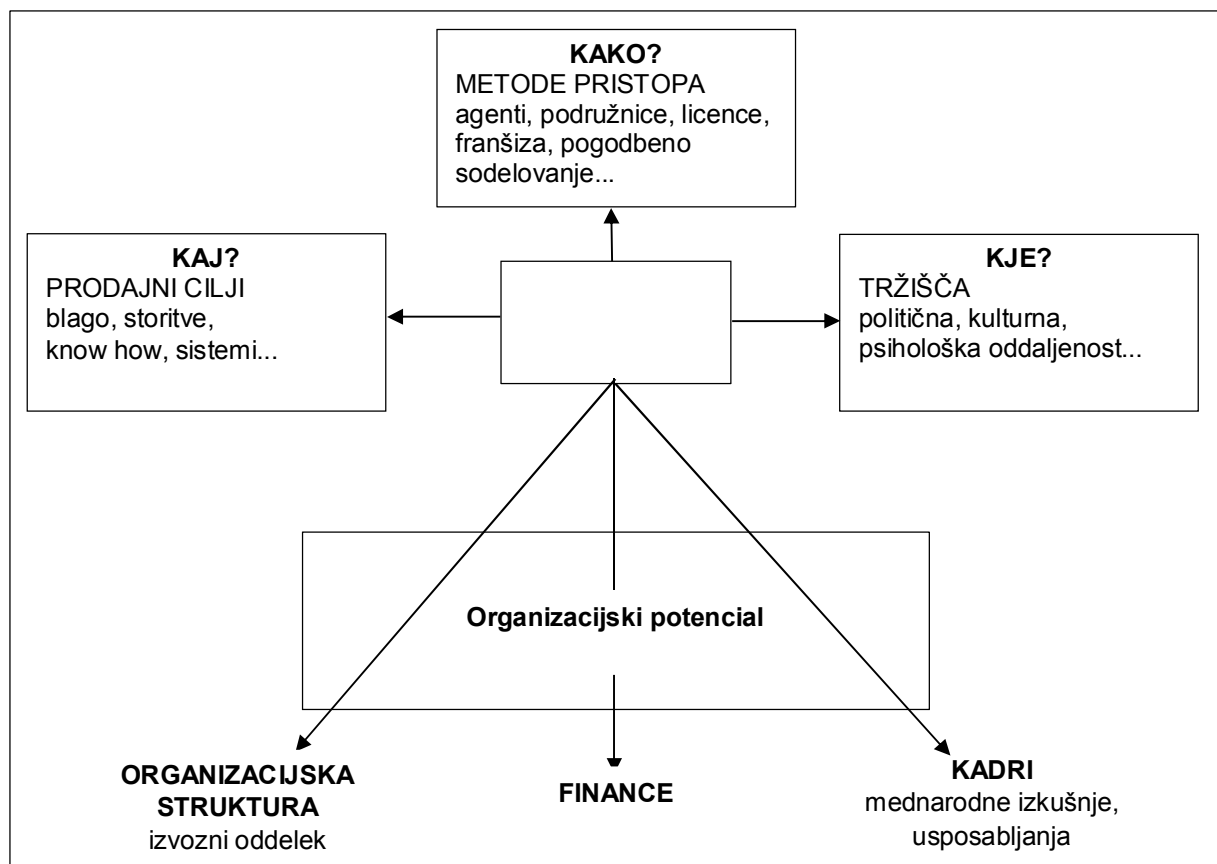 KAKO?
METODE PRISTOPA
agenti, podružnice, licence,
franšiza, pogodbeno
sodelovanje...
KAJ?
PRODAJNI CILJI
blago, storitve,
know how, sistemi...
KJE?
TRŽIŠČA
politična, kulturna,
psihološka oddaljenost...
Organizacijski potencial
ORGANIZACIJSKA
STRUKTURA
izvozni oddelek
FINANCE
KADRI
mednarodne izkušnje,
usposabljanja